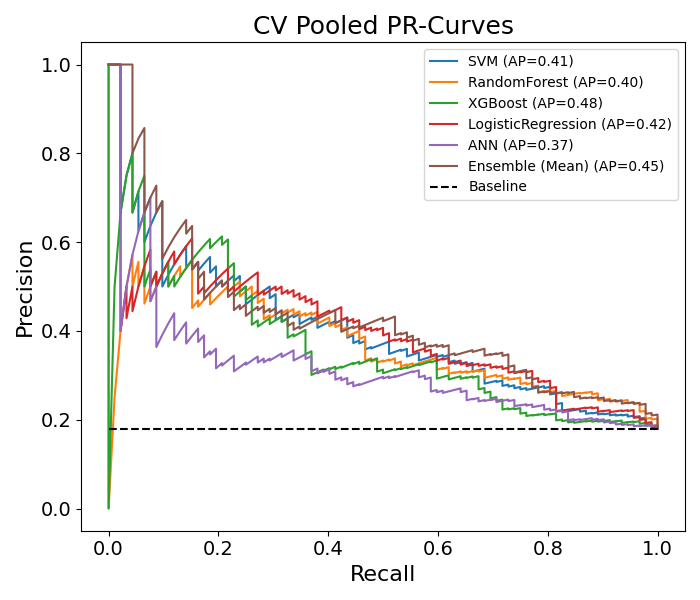 CV Pooled PR-Curves
SVM (AP=0.41)
RandomForest (AP=0.40)
XGBoost (AP=0.48)
LogisticRegression (AP=0.42)
ANN (AP=0.37)
Ensemble (Mean) (AP=0.45)
Baseline
Precision
1.0
0.8
0.6
0.4
0.2
0.0
0.0 0.2 0.4 0.6 0.8 1.0
Recall